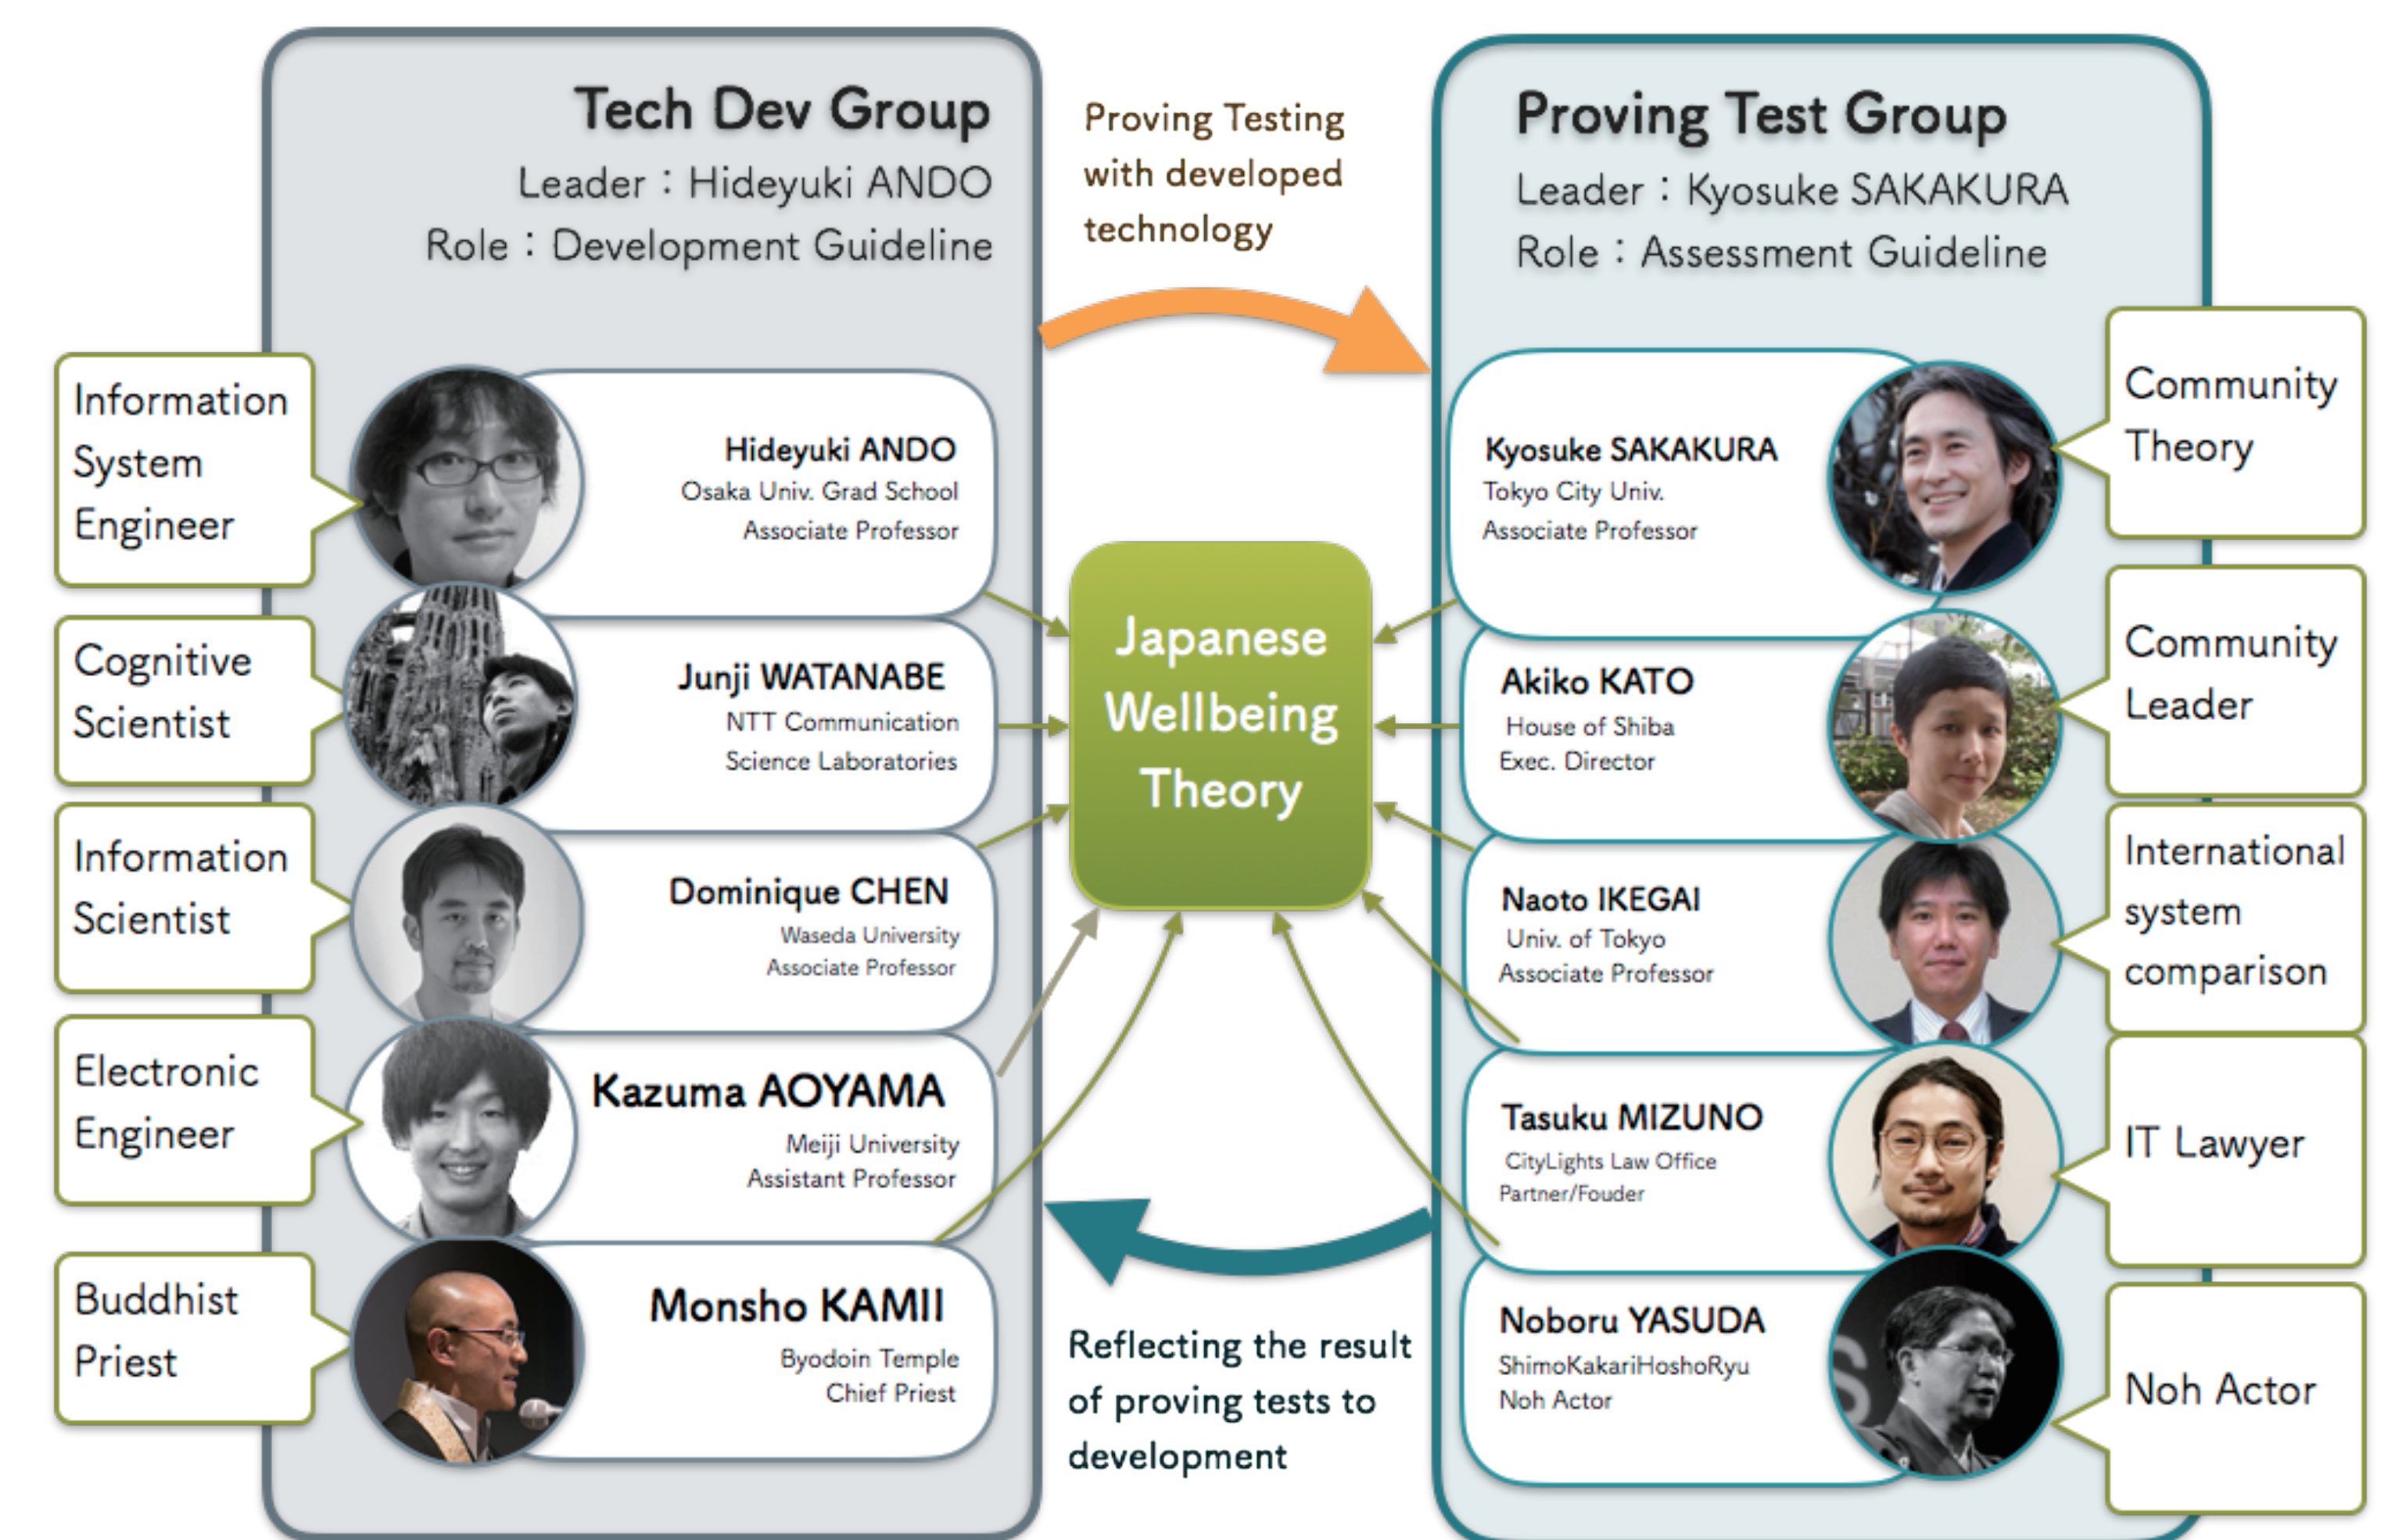 Tech Dev Group
Leader：Hideyuki ANDO
Role：Development Guideline
Information
System
Engineer
Hideyuki ANDO
Osaka Univ. Grad School
Associate Professor
Cognitive
Scientist
Junji WATANABE
NTT Communication
Science Laboratories
Information
Scientist
Dominique CHEN
Waseda University
Associate Professor
Electronic
Engineer
Kazuma AOYAMA
Meiji University
Assistant Professor
Buddhist
Priest
Monsho KAMII
Byodoin Temple
Chief Priest
Proving Testing
with developed
technology
Japanese
Wellbeing
Theory
Reflecting the result
of proving tests to
development
Proving Test Group
Leader：Kyosuke SAKAKURA
Role：Assessment Guideline
Kyosuke SAKAKURA
Tokyo City Univ.
Associate Professor
Community
Theory
Akiko KATO
House of Shiba
Exec. Director
Community
Leader
Naoto IKEGAI
Univ. of Tokyo
Associate Professor
International
system
comparison
Tasuku MIZUNO
CityLights Law Office
Partner/Fouder
IT Lawyer
Noboru YASUDA
ShimoKakariHoshoRyu
Noh Actor
Noh Actor